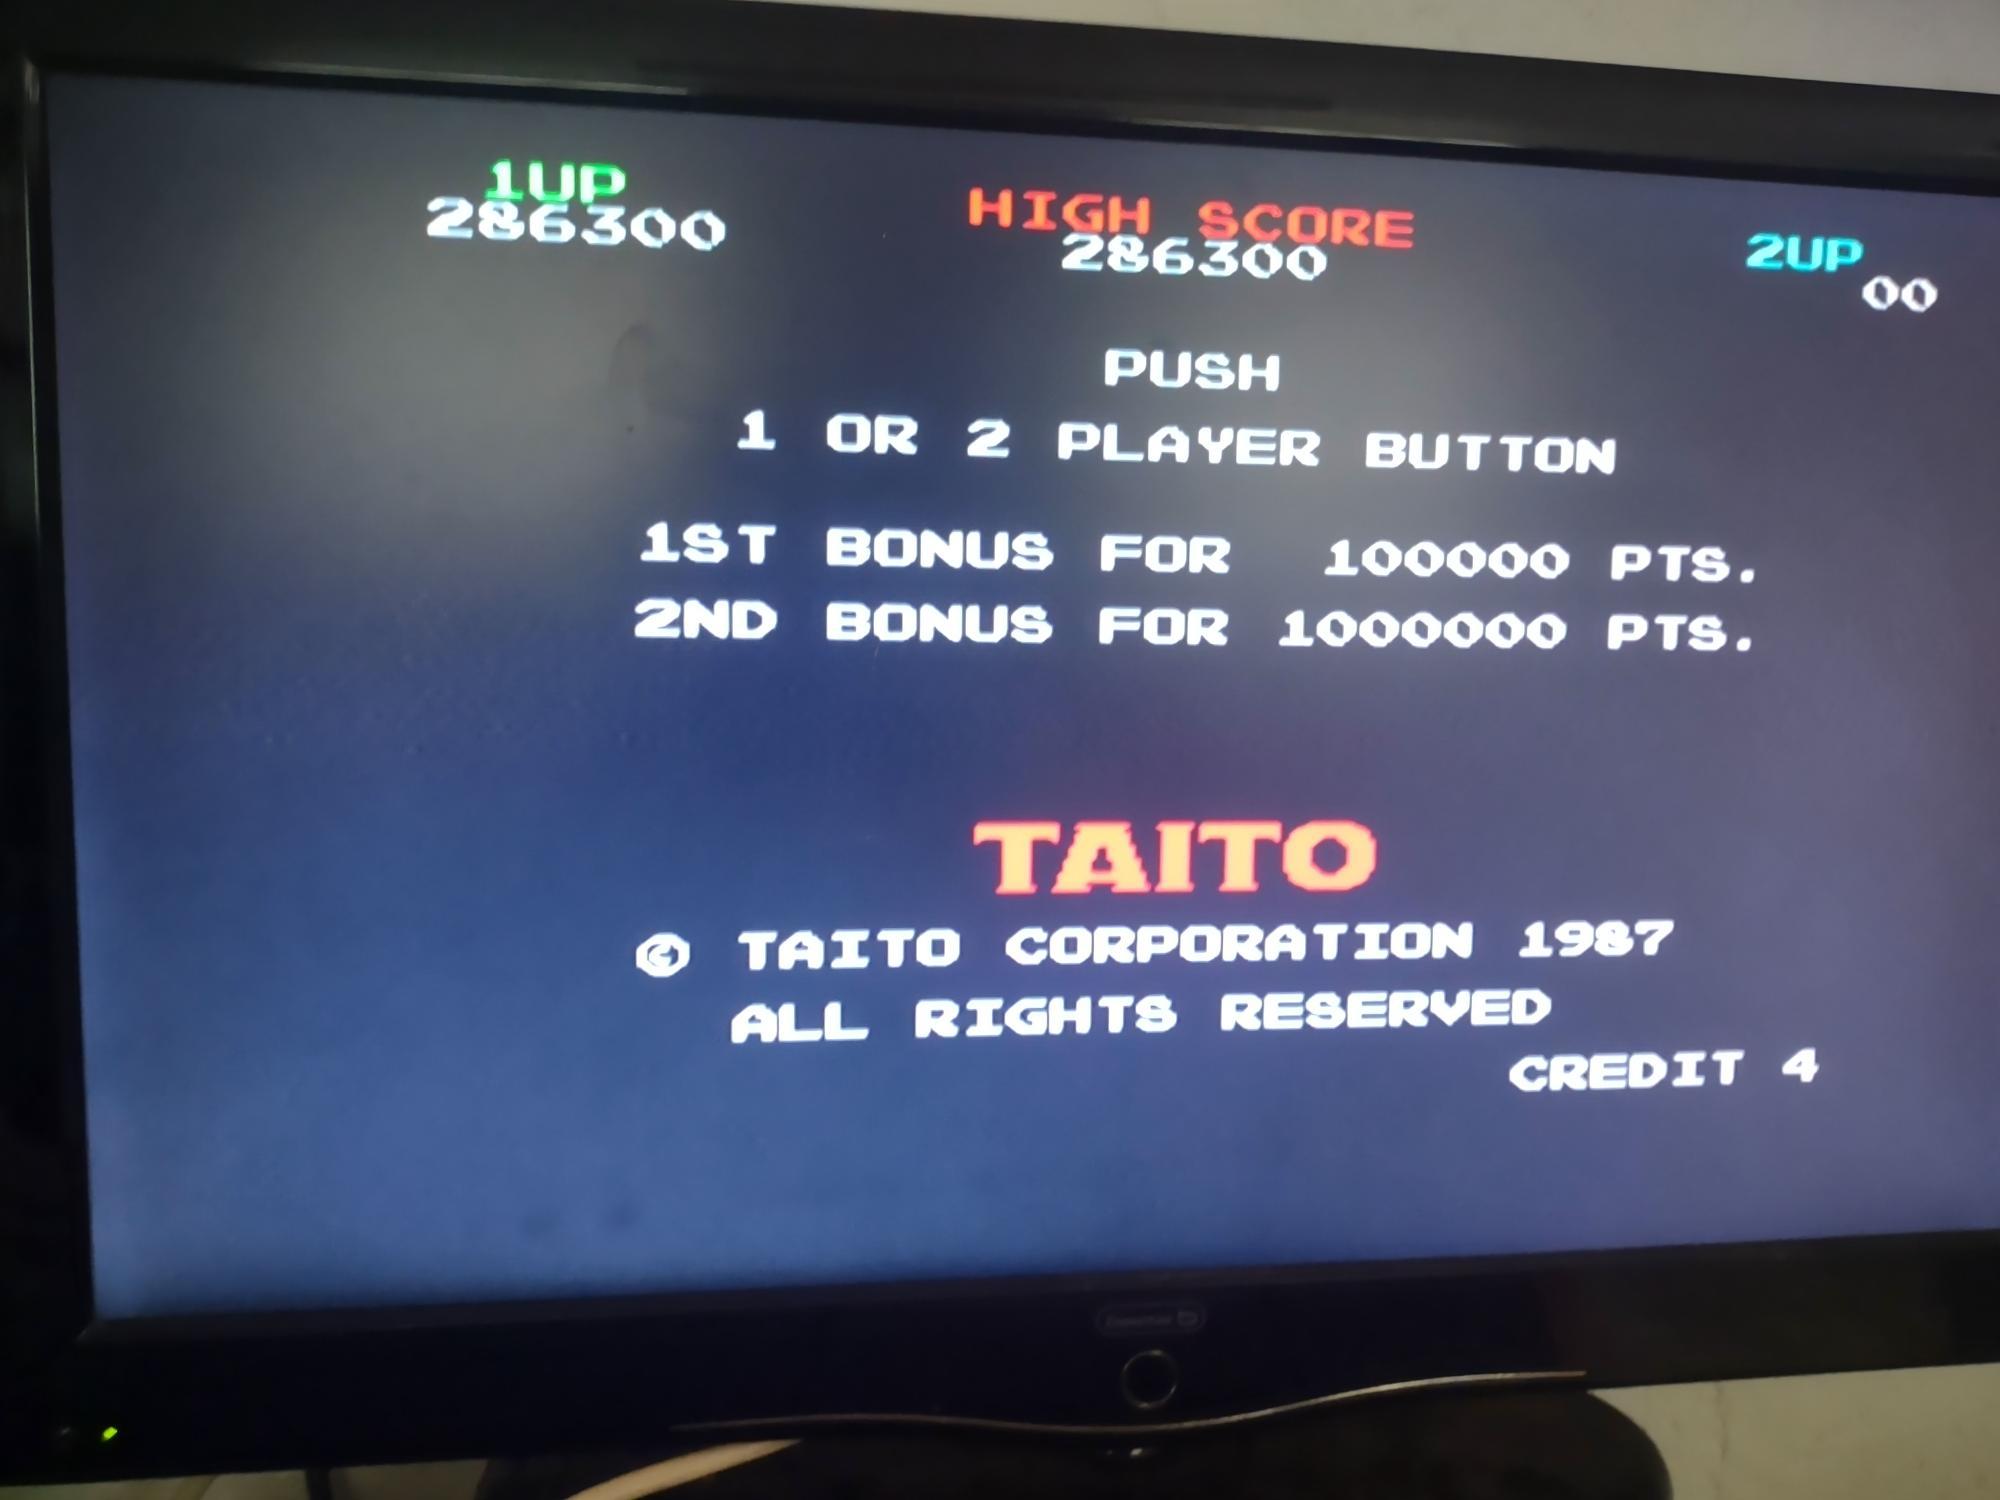 1UP
286300
HIGH SCORE
286300
2UP
00
PUSH
1 OR 2 PLAYER BUTTON
1ST BONUS FOR 100000 PTS.
2ND BONUS FOR 1000000 PTS.
TAITO
© TAITO CORPORATION 1987
ALL RIGHTS RESERVED
CREDIT 4